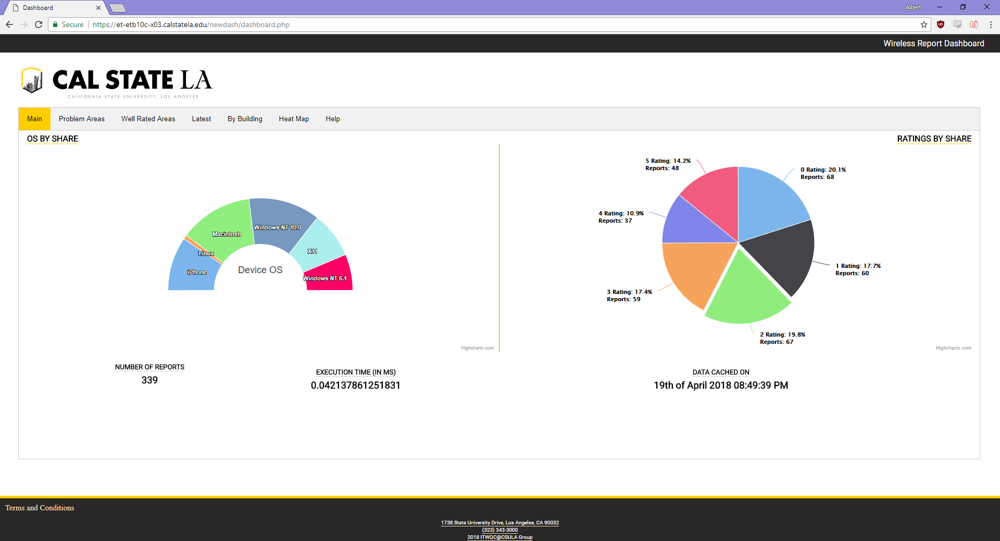 Dashboard
Albert
Secure
https://et-etb10c-x03.calstatela.edu/newdash/dashboard.php
UO
CSC
Wireless Report Dashboard
CAL STATE LA
CALIFORNIA STATE UNIVERSITY, LOS ANGELES
Main Problem Areas Well Rated Areas Latest By Building Heat Map Help
OS BY SHARE
Macintosh
Windows NT 10.0
Linux
X11
iPhone
Windows NT 6.1
Device OS
Highcharts.com
RATINGS BY SHARE
5 Rating: 14.2%
Reports: 48
0 Rating: 20.1%
Reports: 68
4 Rating: 10.9%
Reports: 37
1 Rating: 17.7%
Reports: 60
3 Rating: 17.4%
Reports: 59
2 Rating: 19.8%
Reports: 67
Highcharts.com
NUMBER OF REPORTS
339
EXECUTION TIME (IN MS)
0.042137861251831
DATA CACHED ON
19th of April 2018 08:49:39 PM
Terms and Conditions
1738 State University Drive, Los Angeles, CA 90032
(323) 343-3000
2018 ITWQC@CSULA Group